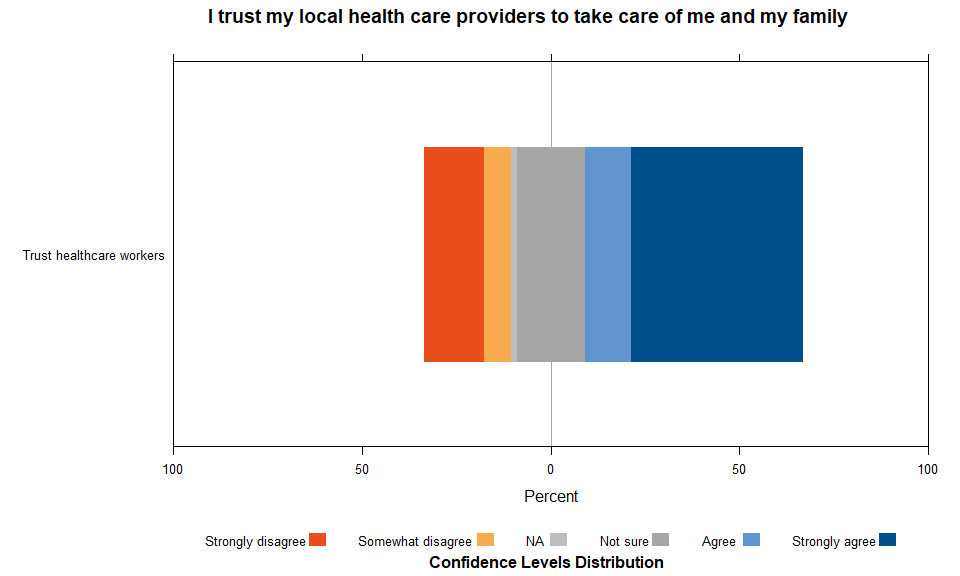 I trust my local health care providers to take care of me and my family
Trust healthcare workers
100 50 0 50 100
Percent
Strongly disagree Somewhat disagree NA Not sure Agree Strongly agree
Confidence Levels Distribution